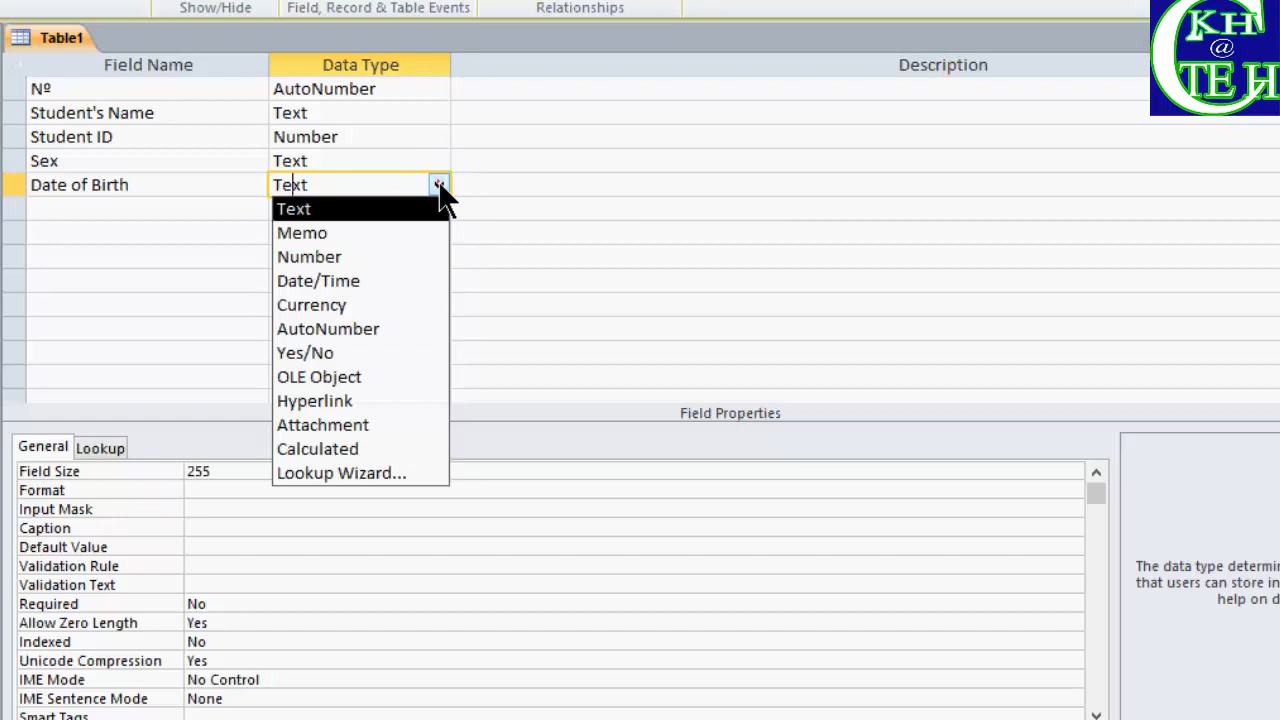 Show/Hide Field, Record & Table Events Relationships
KH
@
TEH
Table1
Field Name Data Type Description
Nº AutoNumber
Student's Name Text
Student ID Number
Sex Text
Date of Birth Text
Text
Memo
Number
Date/Time
Currency
AutoNumber
Yes/No
OLE Object
Hyperlink
Attachment
Calculated
Lookup Wizard...
Field Properties
General Lookup
Field Size 255
Format
Input Mask
Caption
Default Value
Validation Rule
Validation Text
Required No
Allow Zero Length Yes
Indexed No
Unicode Compression Yes
IME Mode No Control
IME Sentence Mode None
Smart Tags
The data type determin
that users can store in
help on d